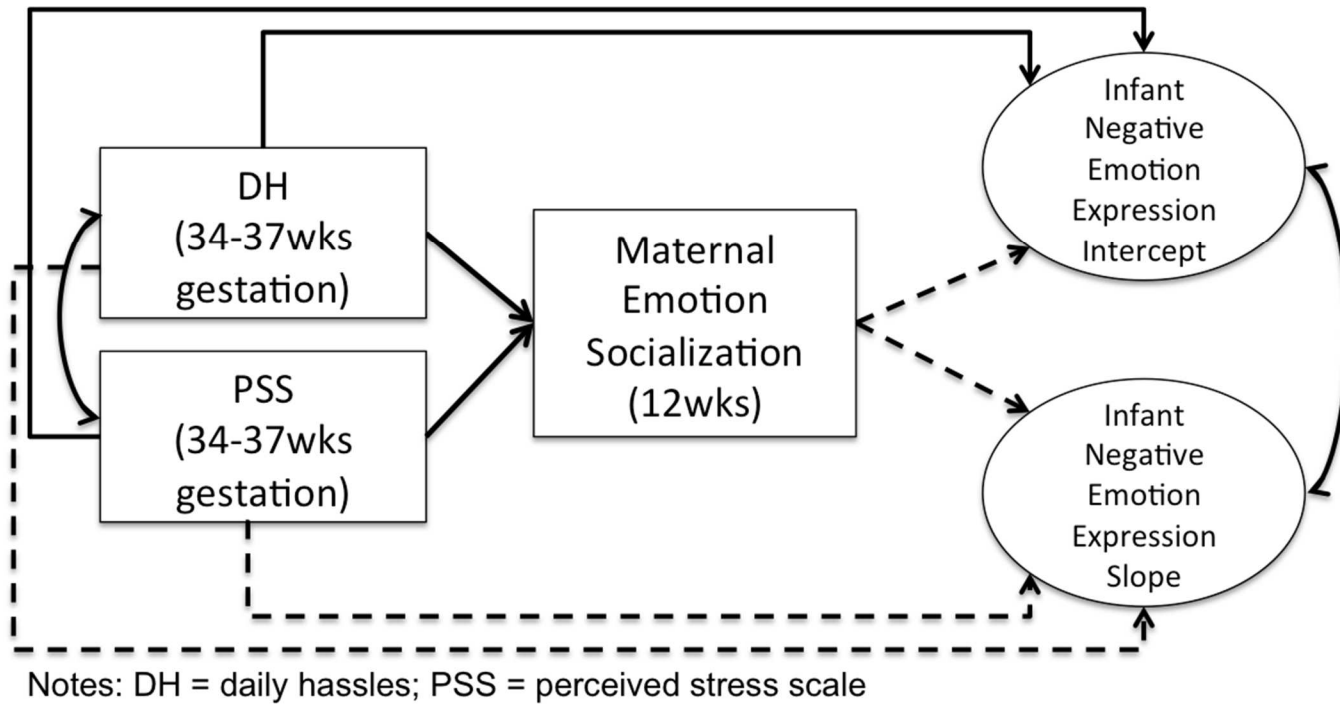 DH
(34-37wks
gestation)
PSS
(34-37wks
gestation)
Maternal
Emotion
Socialization
(12wks)
Infant
Negative
Emotion
Expression
Intercept
Infant
Negative
Emotion
Expression
Slope
Notes: DH = daily hassles; PSS = perceived stress scale